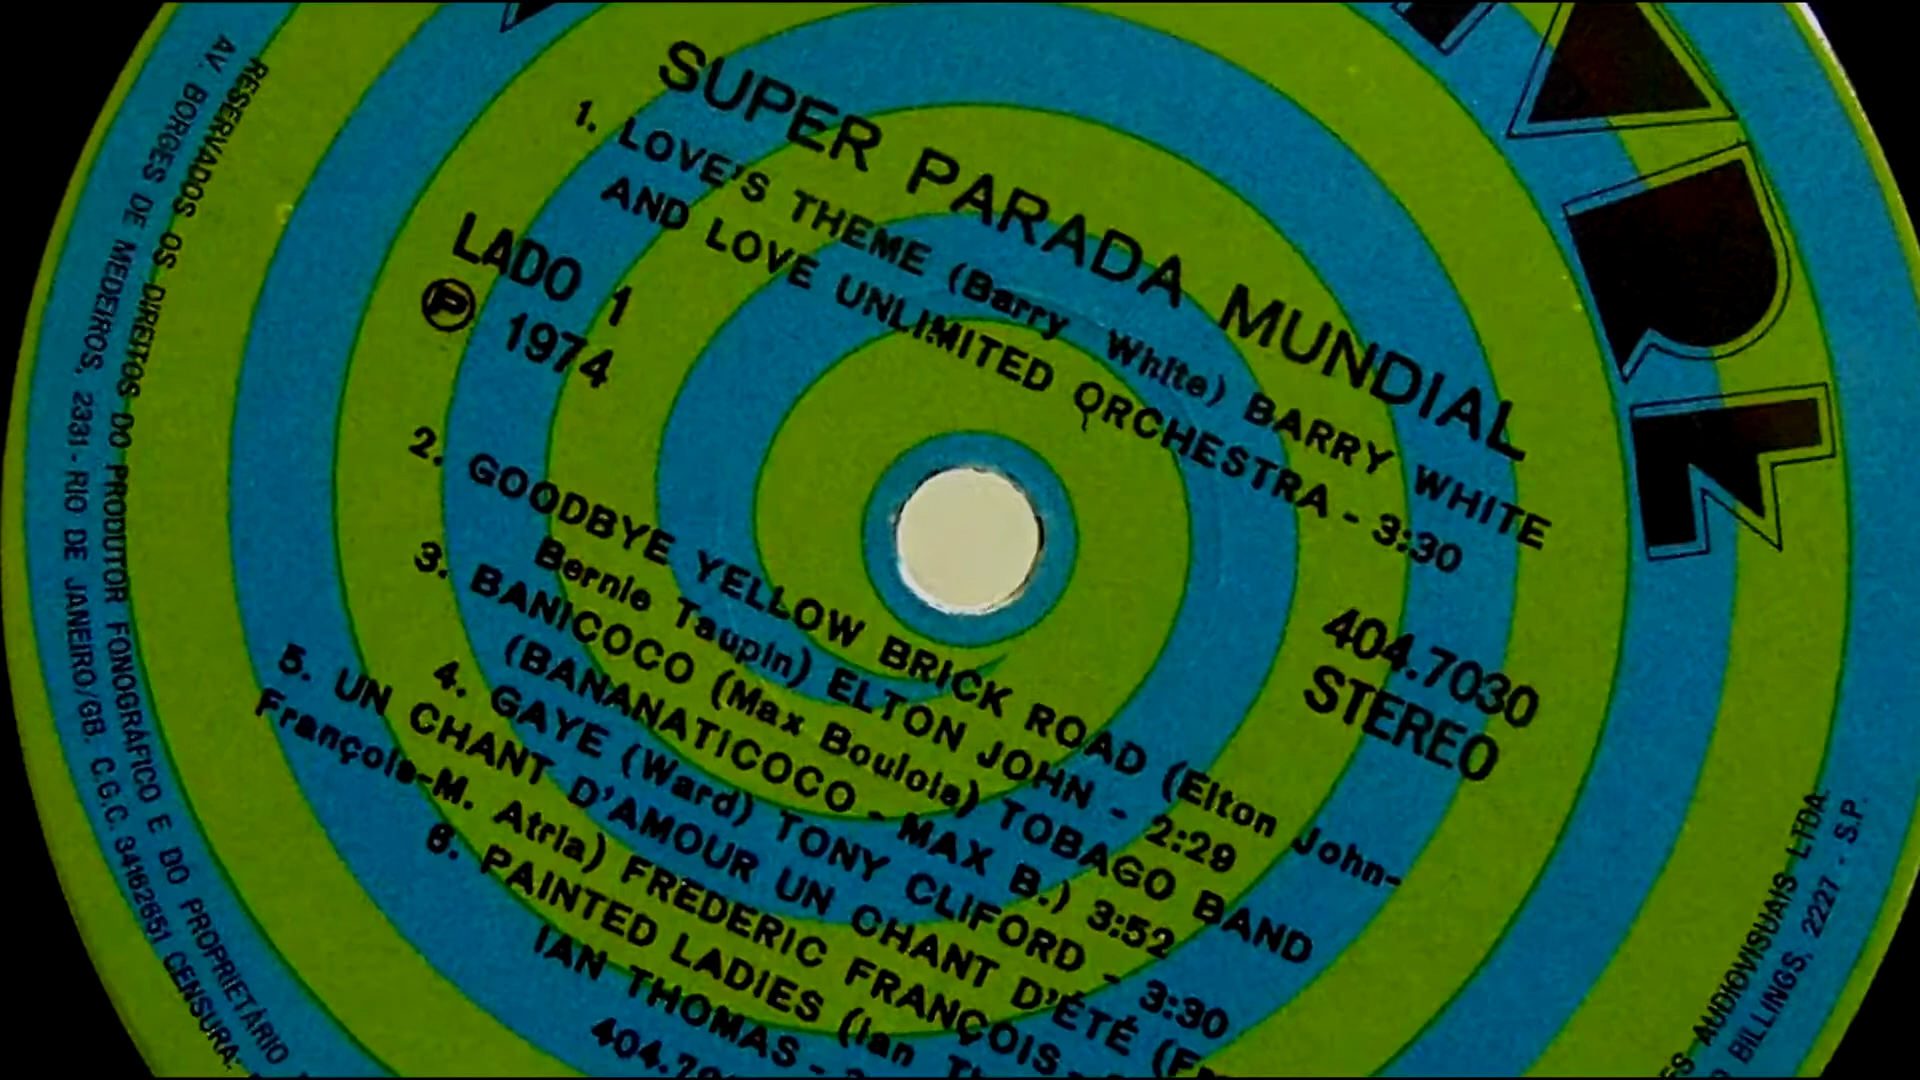 SUPER PARADA MUNDIAL
1. LOVE'S THEME (Barry White) BARRY WHITE
AND LOVE UNLIMITED ORCHESTRA - 3:30
LADO 1
Ⓟ 1974
404.7030
STEREO
2. GOODBYE YELLOW BRICK ROAD (Elton John-
Bernie Taupin) ELTON JOHN - 2:29
3. BANICOCO (Max Boulois) TOBAGO BAND
(BANANATICOCO - MAX B.) 3:52
4. GAYE (Ward) TONY CLIFORD - 3:30
5. UN CHANT D'AMOUR UN CHANT D'ÉTÉ (
François-M. Atria) FREDERIC FRANÇOIS -
6. PAINTED LADIES (Ian
IAN THOMAS -
RESERVADOS OS DIREITOS DO PRODUTOR FONOGRÁFICO E DO PROPRIETÁRIO
AV. BORGES DE MEDEIROS, 2331 - RIO DE JANEIRO/GB. C.G.C. 34162651 CENSURA:
AUDIOVISUAIS LTDA.
BILLINGS, 2227 - S.P.